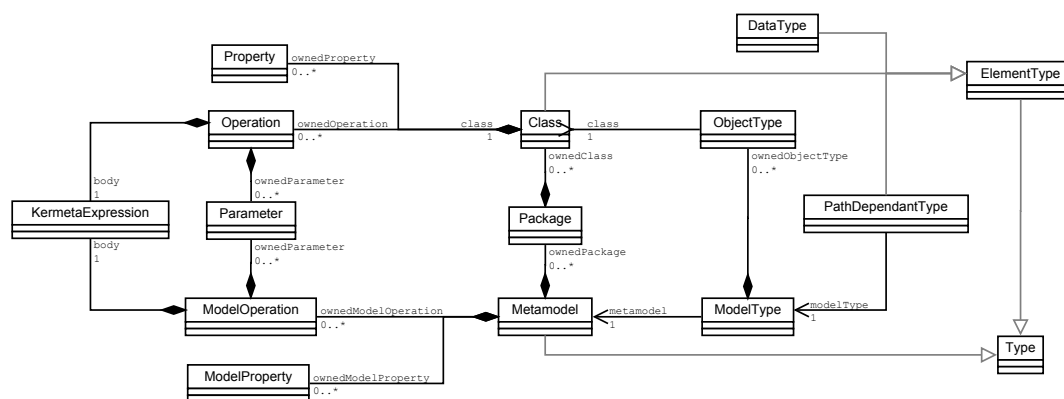 DataType
Property
ownedProperty
0..*
ElementType
Operation
ownedOperation
0..*
class
1
Class
class
1
ObjectType
ownedClass
0..*
ownedObjectType
0..*
body
1
ownedParameter
0..*
KermetaExpression
Parameter
Package
PathDependantType
body
1
ownedParameter
0..*
ownedPackage
0..*
ModelOperation
ownedModelOperation
0..*
Metamodel
metamodel
1
ModelType
modelType
1
Type
ModelProperty
ownedModelProperty
0..*